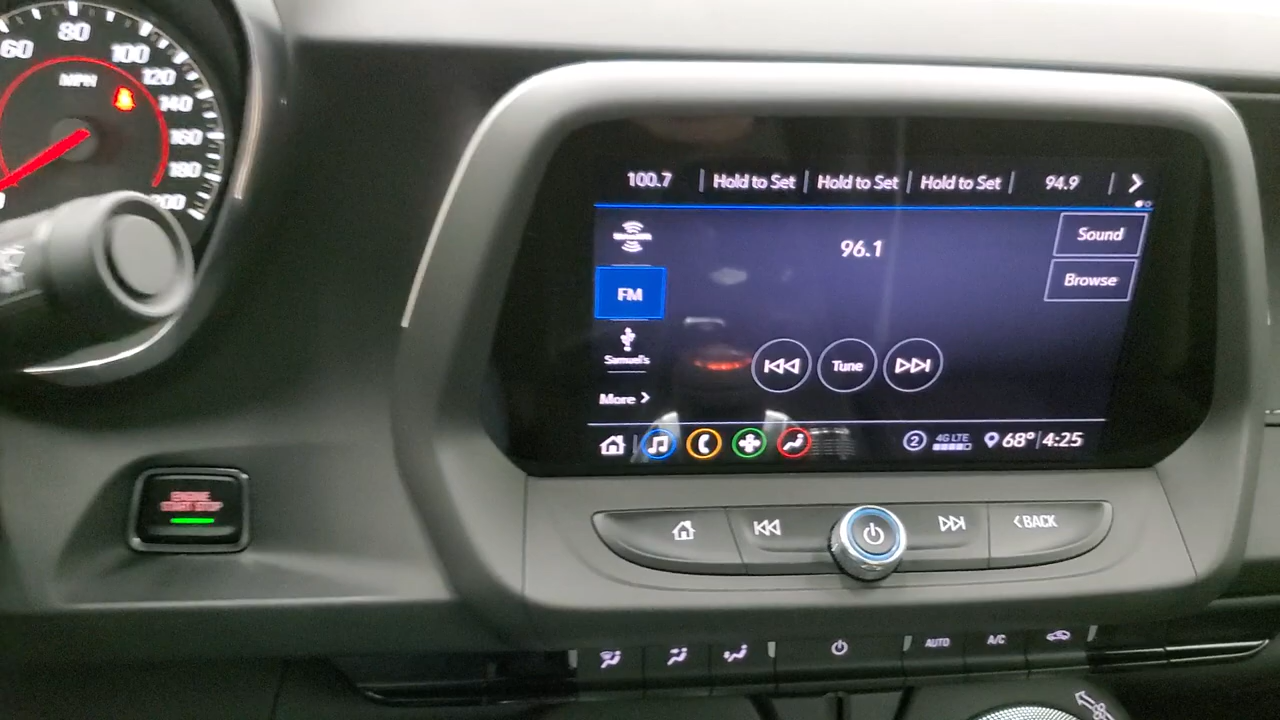 60
80
100
120
140
160
180
200
MPH
100.7
Hold to Set
Hold to Set
Hold to Set
94.9
96.1
Sound
Browse
FM
Samuel's
More
Tune
2
4G LTE
68°
4:25
ENGINE
START STOP
BACK
AUTO
A/C